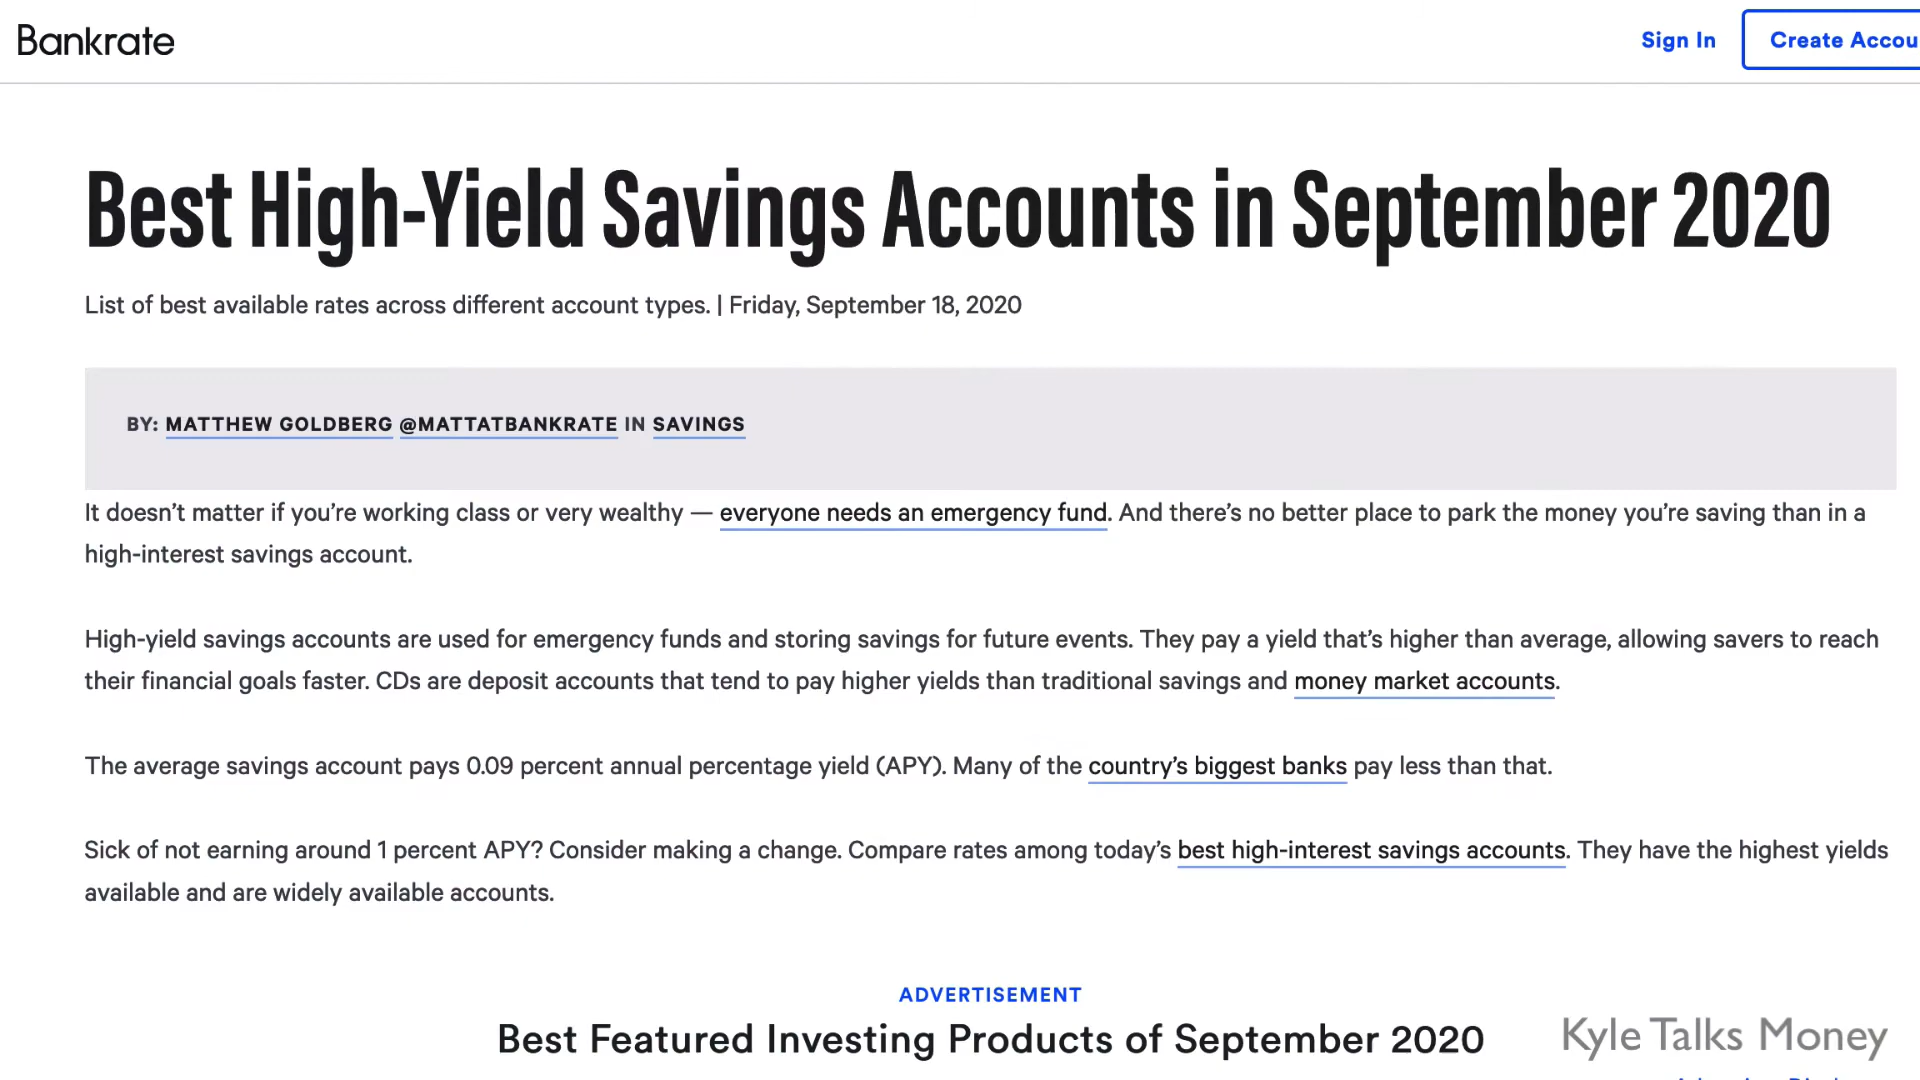 Bankrate
Sign In
Create Accou
Best High-Yield Savings Accounts in September 2020
List of best available rates across different account types. | Friday, September 18, 2020
BY: MATTHEW GOLDBERG @MATTATBANKRATE IN SAVINGS
It doesn’t matter if you’re working class or very wealthy — everyone needs an emergency fund. And there’s no better place to park the money you’re saving than in a
high-interest savings account.
High-yield savings accounts are used for emergency funds and storing savings for future events. They pay a yield that’s higher than average, allowing savers to reach
their financial goals faster. CDs are deposit accounts that tend to pay higher yields than traditional savings and money market accounts.
The average savings account pays 0.09 percent annual percentage yield (APY). Many of the country’s biggest banks pay less than that.
Sick of not earning around 1 percent APY? Consider making a change. Compare rates among today’s best high-interest savings accounts. They have the highest yields
available and are widely available accounts.
ADVERTISEMENT
Best Featured Investing Products of September 2020
Kyle Talks Money